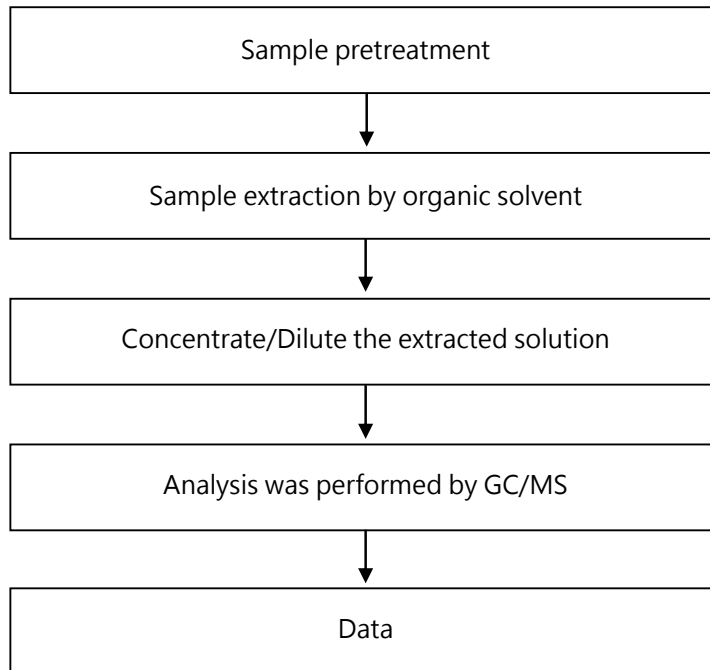 Sample pretreatment
Sample extraction by organic solvent
Concentrate/Dilute the extracted solution
Analysis was performed by GC/MS
Data